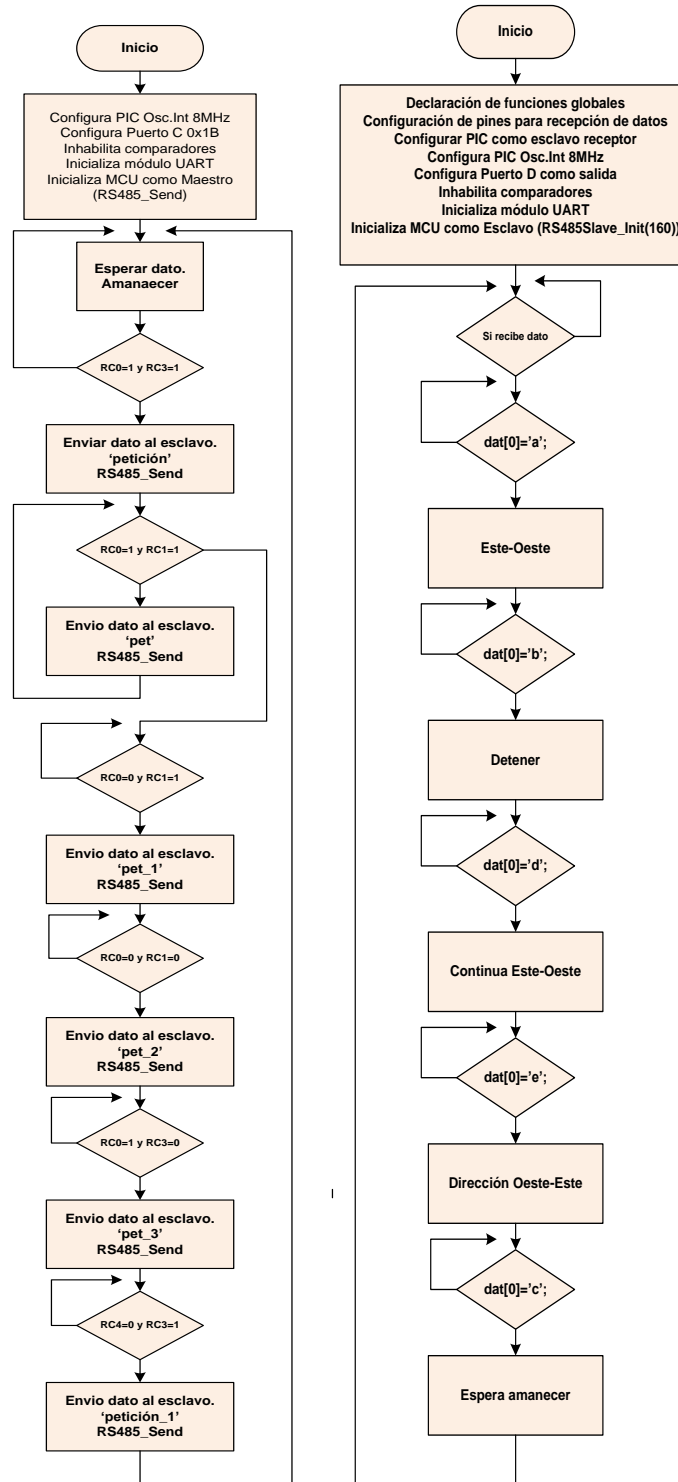 Inicio
Configura PIC Osc.Int 8MHz
Configura Puerto C 0x1B
Inhabilita comparadores
Inicializa módulo UART
Inicializa MCU como Maestro
(RS485_Send)
Esperar dato.
Amanaecer
RC0=1 y RC3=1
Enviar dato al esclavo.
‘petición’
RS485_Send
RC0=1 y RC1=1
Envio dato al esclavo.
‘pet’
RS485_Send
RC0=0 y RC1=1
Envio dato al esclavo.
‘pet_1’
RS485_Send
RC0=0 y RC1=0
Envio dato al esclavo.
‘pet_2’
RS485_Send
RC0=1 y RC3=0
Envio dato al esclavo.
‘pet_3’
RS485_Send
RC4=0 y RC3=1
Envio dato al esclavo.
‘petición_1’
RS485_Send
Inicio
Declaración de funciones globales
Configuración de pines para recepción de datos
Configurar PIC como esclavo receptor
Configura PIC Osc.Int 8MHz
Configura Puerto D como salida
Inhabilita comparadores
Inicializa módulo UART
Inicializa MCU como Esclavo (RS485Slave_Init(160))
Si recibe dato
dat[0]=’a’;
Este-Oeste
dat[0]=’b’;
Detener
dat[0]=’d’;
Continua Este-Oeste
dat[0]=’e’;
Dirección Oeste-Este
dat[0]=’c’;
Espera amanecer